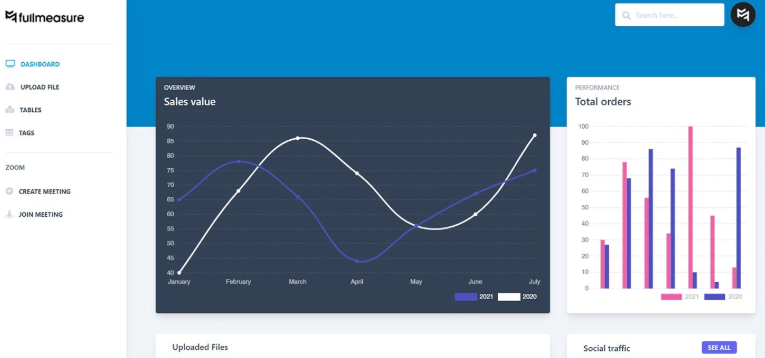 fullmeasure
Search here...
DASHBOARD
UPLOAD FILE
TABLES
TAGS
ZOOM
CREATE MEETING
JOIN MEETING
OVERVIEW
Sales value
90
85
80
75
70
65
60
55
50
45
40
January February March April May June July
2021 2020
PERFORMANCE
Total orders
100
90
80
70
60
50
40
30
20
10
0
2021 2020
Uploaded Files
Social traffic
SEE ALL